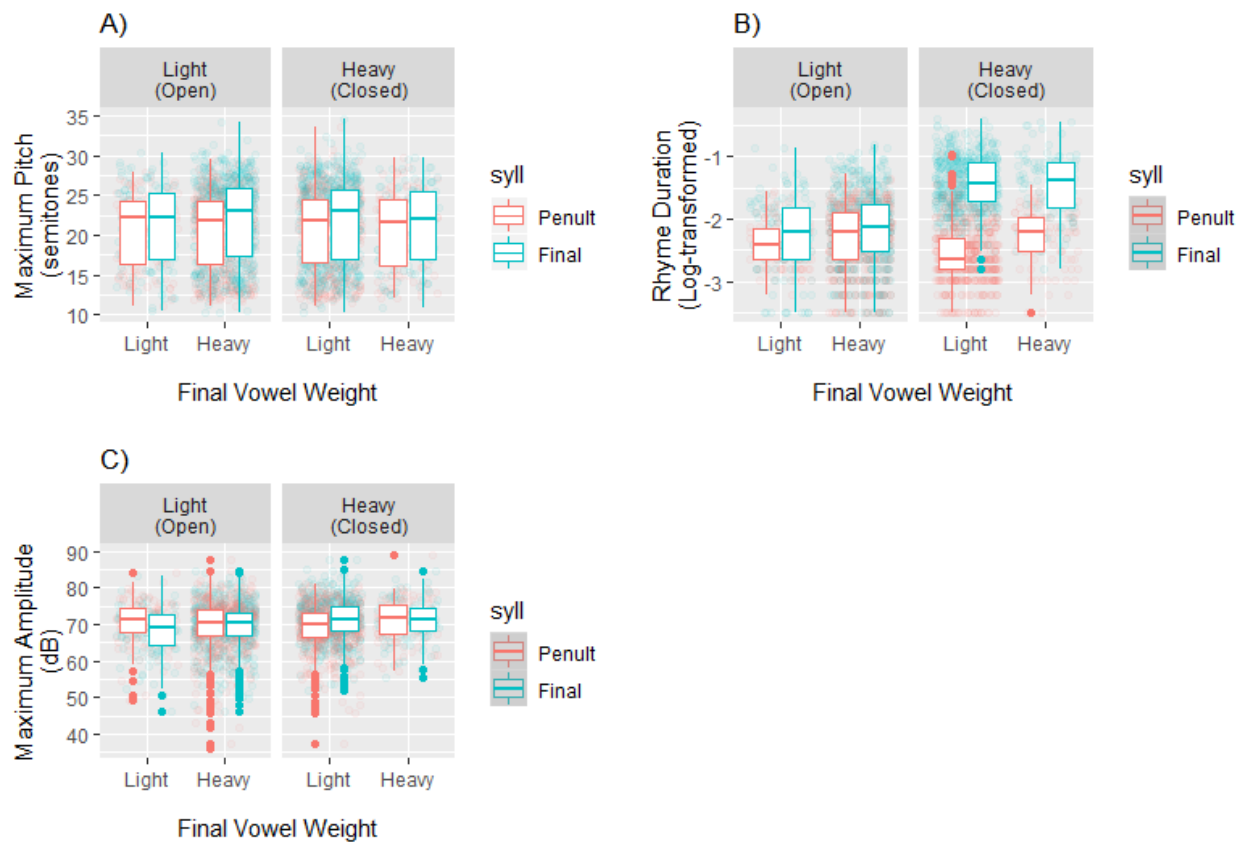 A)
Light
(Open)
Heavy
(Closed)
Maximum Pitch
(semitones)
35
30
25
20
15
10
Light
Heavy
Light
Heavy
Final Vowel Weight
syll
Penult
Final
B)
Light
(Open)
Heavy
(Closed)
Rhyme Duration
(Log-transformed)
-1
-2
-3
Light
Heavy
Light
Heavy
Final Vowel Weight
syll
Penult
Final
C)
Light
(Open)
Heavy
(Closed)
Maximum Amplitude
(dB)
90
80
70
60
50
40
Light
Heavy
Light
Heavy
Final Vowel Weight
syll
Penult
Final